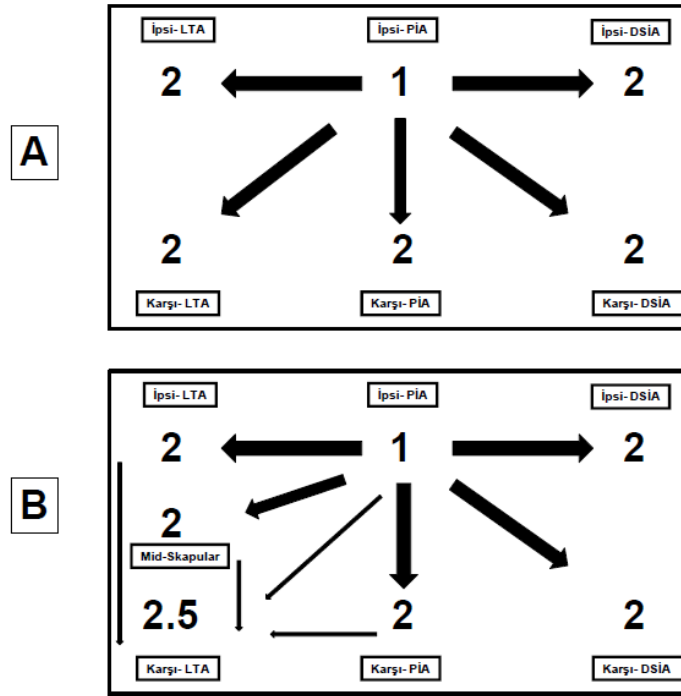 İpsi-LTA İpsi-PİA İpsi-DSİA
2 1 2
A
2 2 2
Karşı-LTA Karşı-PİA Karşı-DSİA
İpsi-LTA İpsi-PİA İpsi-DSİA
2 1 2
B
2
Mid-Skapular
2.5 2 2
Karşı-LTA Karşı-PİA Karşı-DSİA